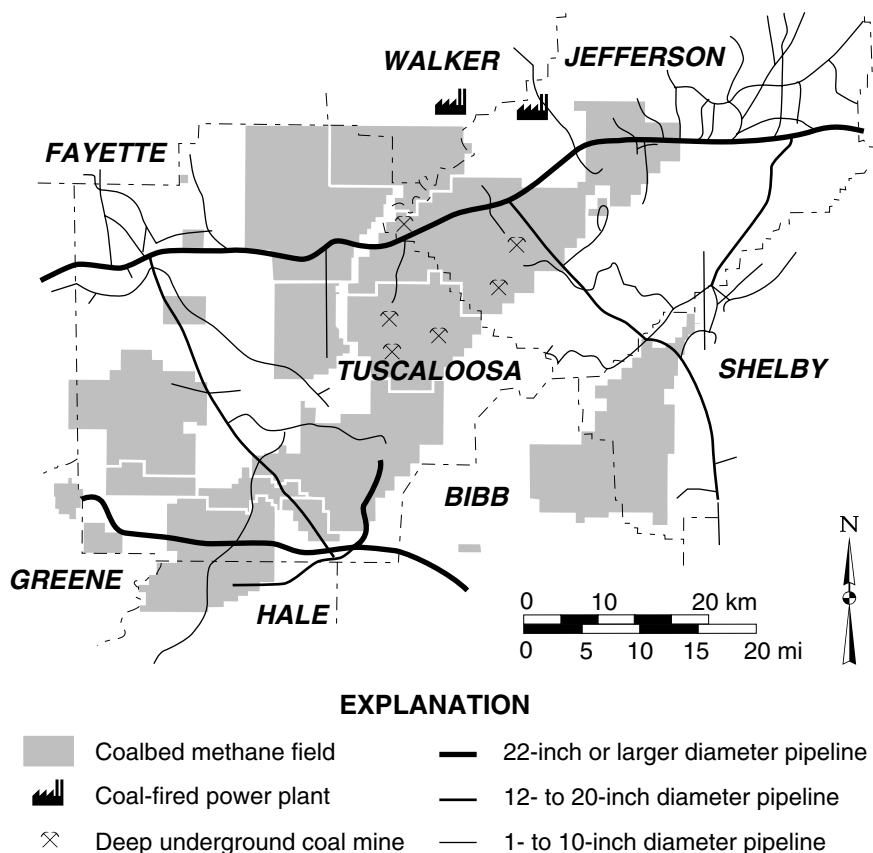 WALKER
JEFFERSON
FAYETTE
TUSCALOOSA
SHELBY
BIBB
N
GREENE
HALE
0 10 20 km
0 5 10 15 20 mi
EXPLANATION
Coalbed methane field
22-inch or larger diameter pipeline
Coal-fired power plant
12- to 20-inch diameter pipeline
Deep underground coal mine
1- to 10-inch diameter pipeline